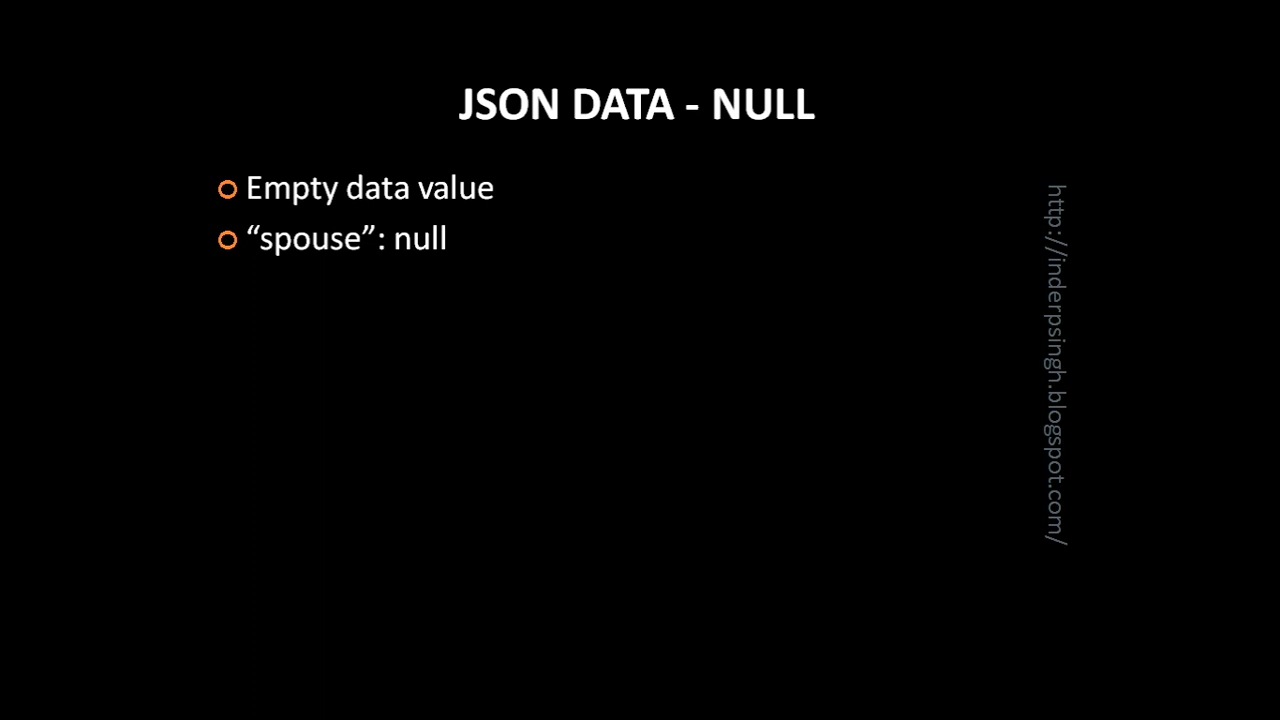 JSON DATA - NULL
Empty data value
“spouse”: null
http://inderpsingh.blogspot.com/